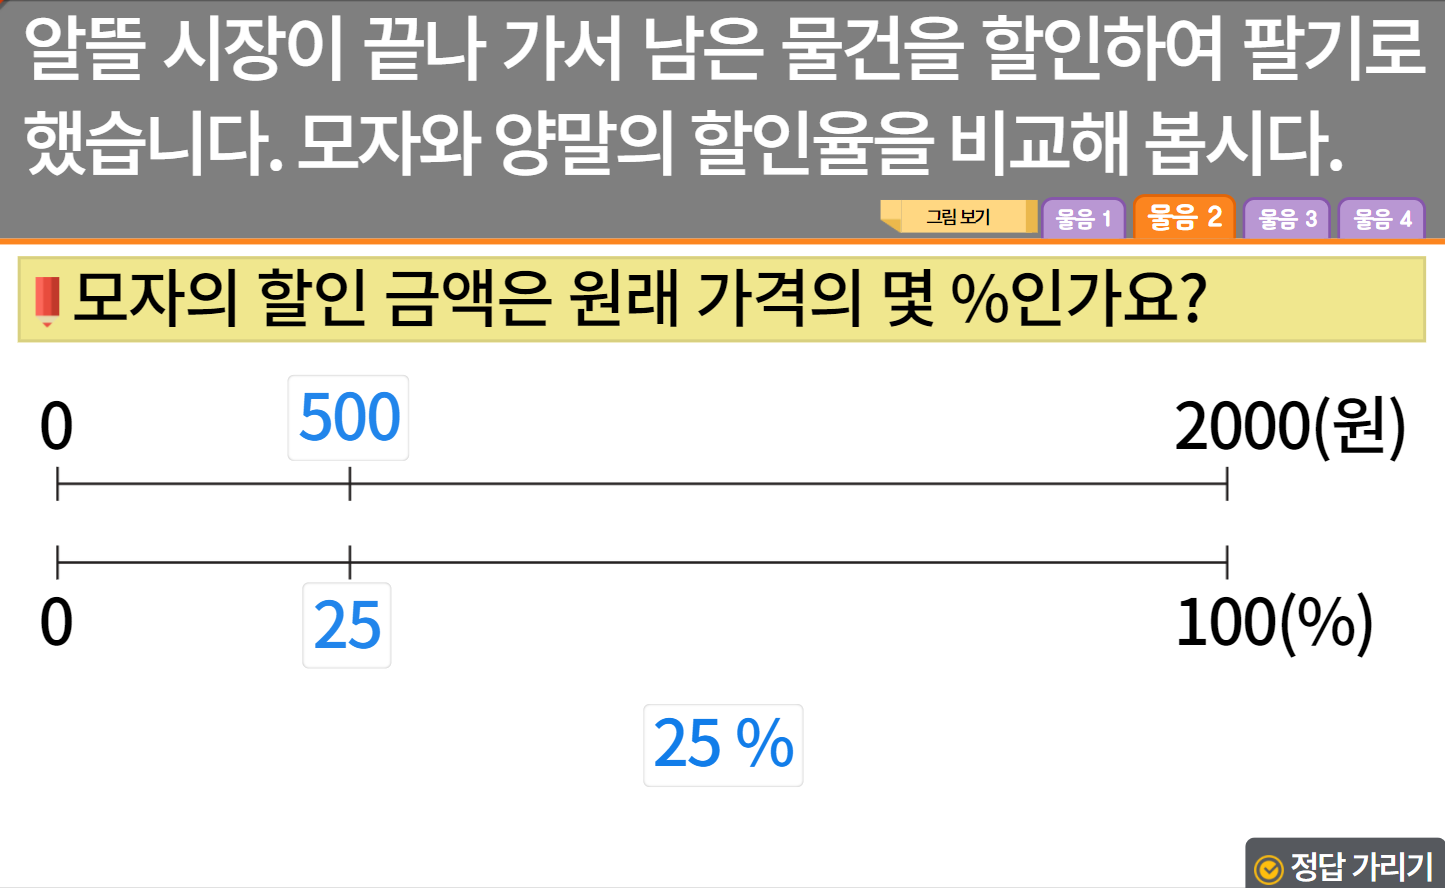 알뜰 시장이 끝나 가서 남은 물건을 할인하여 팔기로
했습니다. 모자와 양말의 할인율을 비교해 봅시다.
그림 보기 물음 1 물음 2 물음 3 물음 4
모자의 할인 금액은 원래 가격의 몇 %인가요?
0 500 2000(원)
0 25 100(%)
25 %
정답 가리기